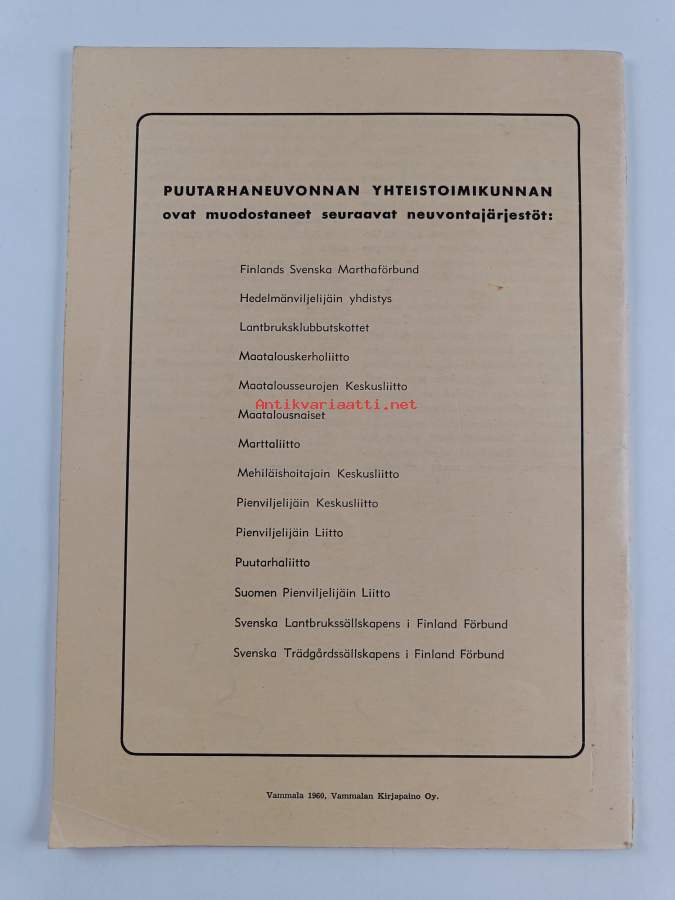 PUUTARHANEUVONNAN YHTEISTOIMIKUNNAN
ovat muodostaneet seuraavat neuvontajärjestöt:
Finlands Svenska Marthaförbund
Hedelmänviljelijäin yhdistys
Lantbruksklubbutskottet
Maatalouskerholiitto
Maatalousseurojen Keskusliitto
Antikvariaatti.net
Maatalousnaiset
Marttaliitto
Mehiläishoitajain Keskusliitto
Pienviljelijäin Keskusliitto
Pienviljelijäin Liitto
Puutarhaliitto
Suomen Pienviljelijäin Liitto
Svenska Lantbrukssällskapens i Finland Förbund
Svenska Trädgårdssällskapens i Finland Förbund
Vammala 1960, Vammalan Kirjapaino Oy.